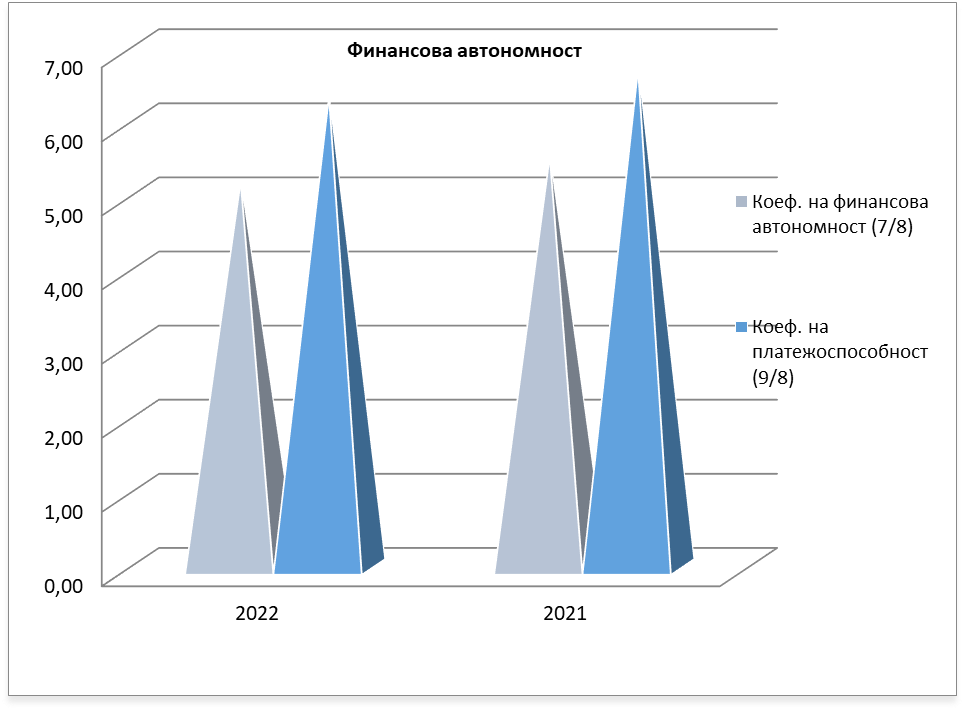 Финансова автономност
7,00
6,00
5,00
4,00
3,00
2,00
1,00
0,00
2022
2021
Коеф. на финансова
автономност (7/8)
Коеф. на
платежоспособност
(9/8)